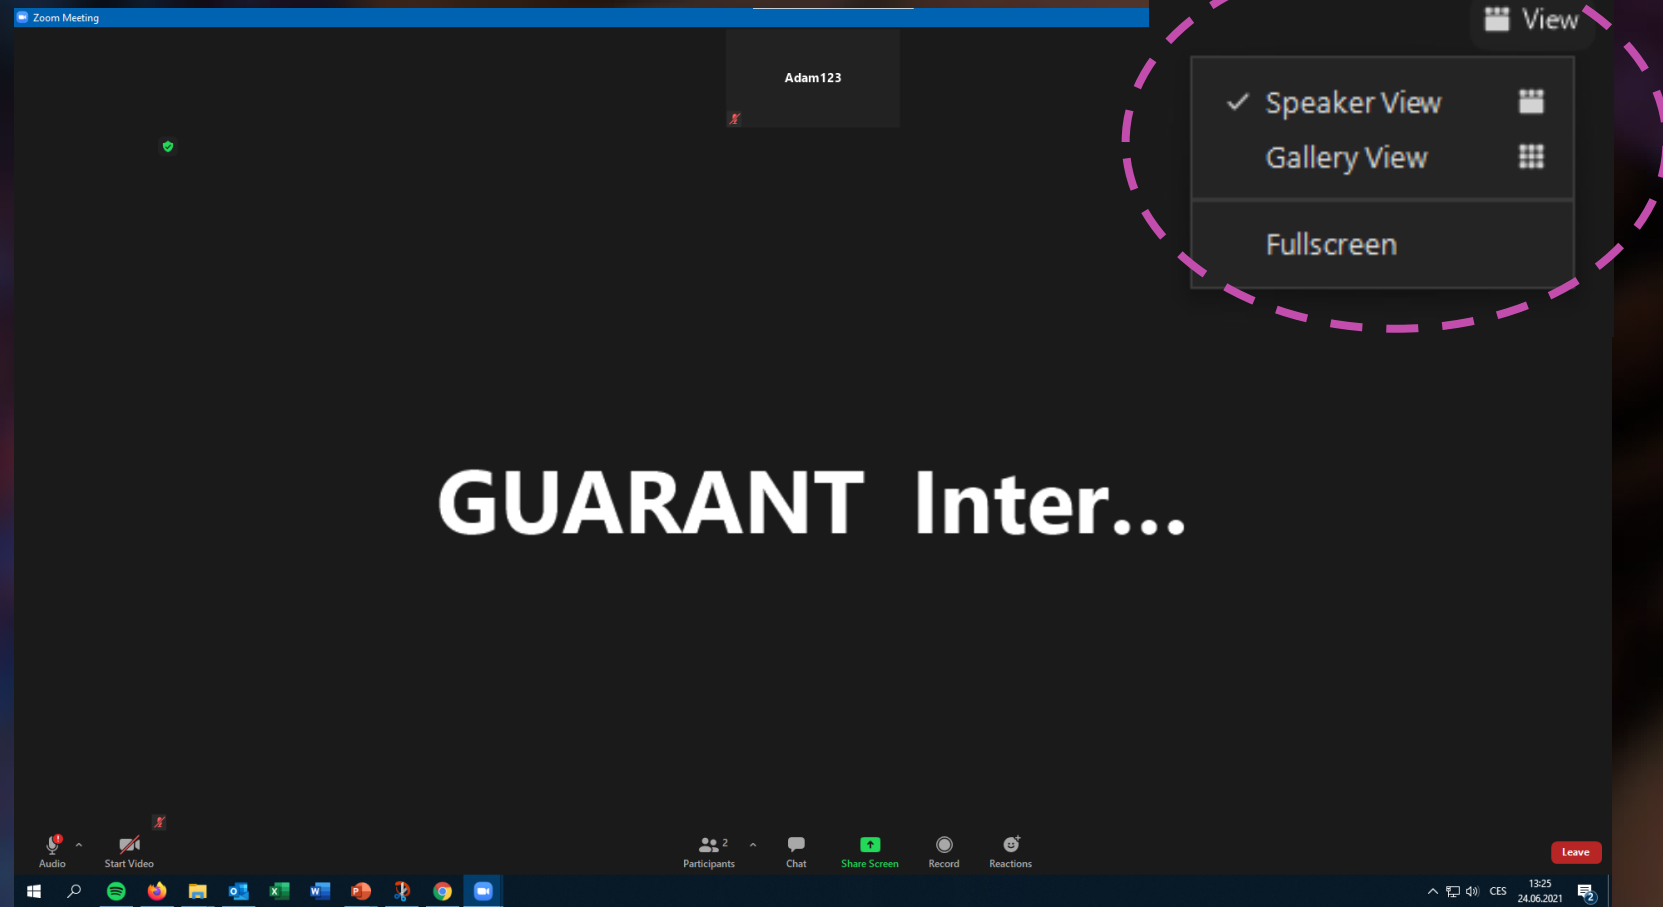 Zoom Meeting
View
Adam123
Speaker View
Gallery View
Fullscreen
GUARANT Inter...
Audio
Start Video
2
Participants
Chat
Share Screen
Record
Reactions
Leave
CES
13:25
24.06.2021
2